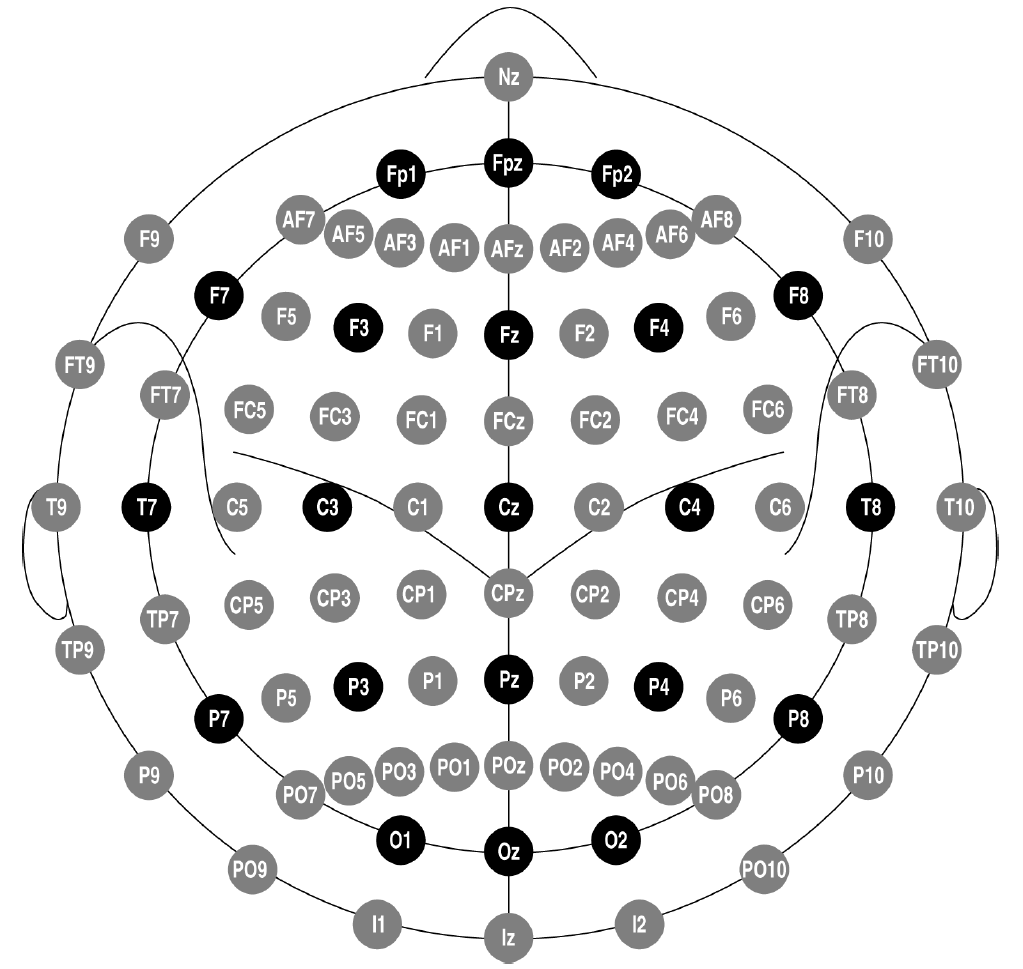 Nz
Fp1 Fpz Fp2
AF7 AF5 AF3 AF1 AFz AF2 AF4 AF6 AF8
F9 F10
F7 F5 F3 F1 Fz F2 F4 F6 F8
FT9 FT7 FC5 FC3 FC1 FCz FC2 FC4 FC6 FT8 FT10
T9 T7 C5 C3 C1 Cz C2 C4 C6 T8 T10
TP9 TP7 CP5 CP3 CP1 CPz CP2 CP4 CP6 TP8 TP10
P7 P5 P3 P1 Pz P2 P4 P6 P8
P9 P10
PO7 PO5 PO3 PO1 POz PO2 PO4 PO6 PO8
O1 Oz O2
PO9 PO10
I1 Iz I2